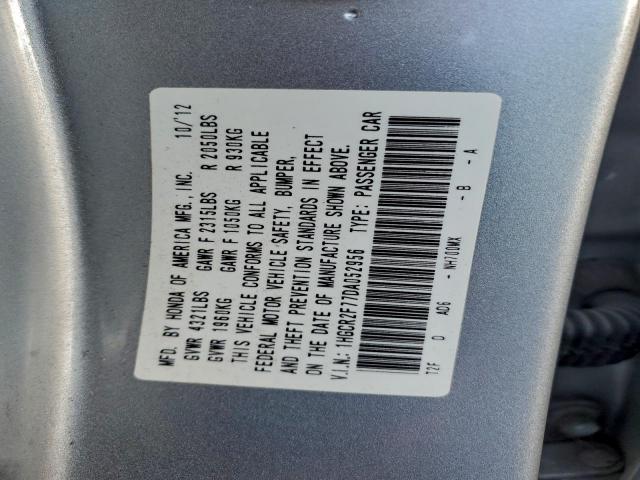 MFD. BY HONDA OF AMERICA MFG., INC. 10/12
GVWR 4321LBS GAWR F 2315LBS R 2050LBS
GVWR 1960KG GAWR F 1050KG R 930KG
THIS VEHICLE CONFORMS TO ALL APPLICABLE
FEDERAL MOTOR VEHICLE SAFETY, BUMPER,
AND THEFT PREVENTION STANDARDS IN EFFECT
ON THE DATE OF MANUFACTURE SHOWN ABOVE.
V.I.N.: 1HGCR2F77DA052956 TYPE: PASSENGER CAR
T2F O ADG - NH700MX - B - A